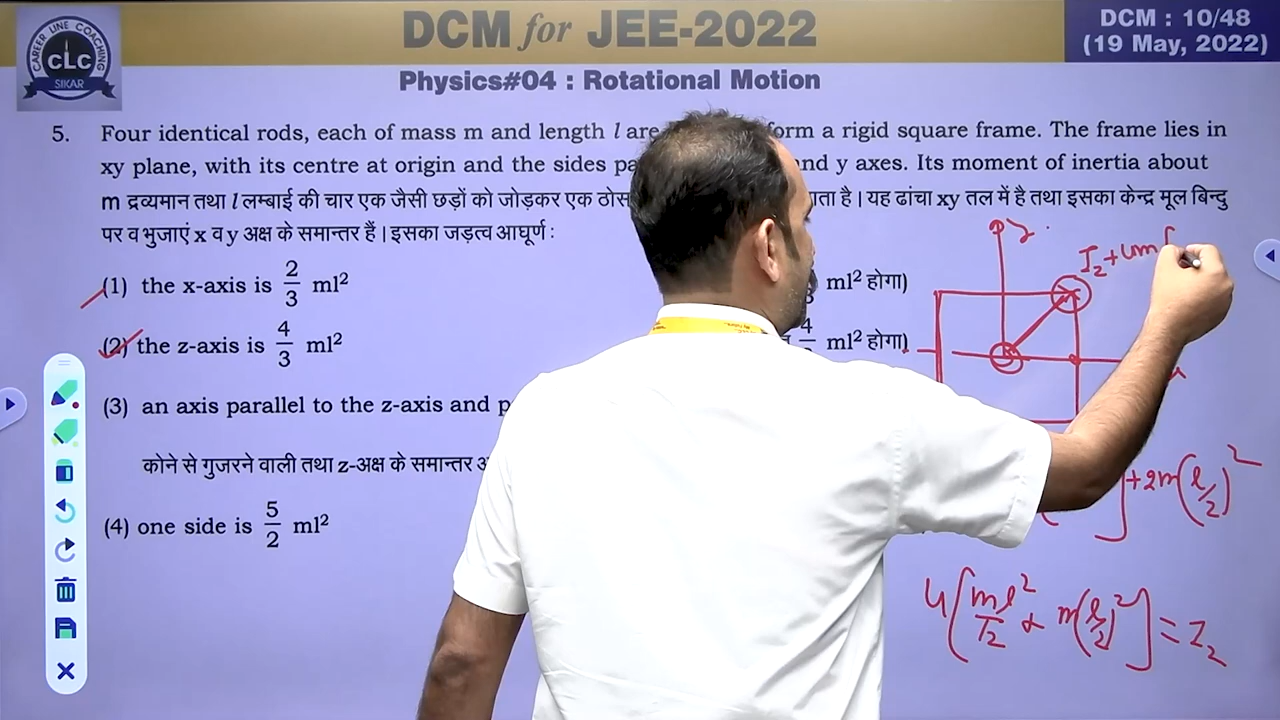 CAREER LINE COACHING
CLC
SIKAR
DCM for JEE-2022
DCM : 10/48
(19 May, 2022)
Physics#04 : Rotational Motion
5. Four identical rods, each of mass m and length l are form a rigid square frame. The frame lies in
xy plane, with its centre at origin and the sides and y axes. Its moment of inertia about
m द्रव्यमान तथा l लम्बाई की चार एक जैसी छड़ों को जोड़कर एक ठोस जाता है। यह ढांचा xy तल में है तथा इसका केन्द्र मूल बिन्दु
पर व भुजाएं x व y अक्ष के समान्तर हैं। इसका जड़त्व आघूर्ण :
(1) the x-axis is 2/3 ml² ml² होगा)
(2) the z-axis is 4/3 ml² 4 ml² होगा)
(3) an axis parallel to the z-axis and
कोने से गुजरने वाली तथा z-अक्ष के समान्तर
(4) one side is 5/2 ml²
y
I_z+4m
+2m(l/2)²
4[ml²/12 + m(l/2)²] = I_z